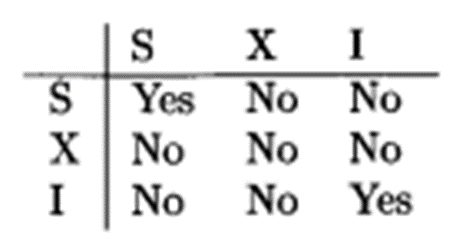 S X I
S Yes No No
X No No No
I No No Yes